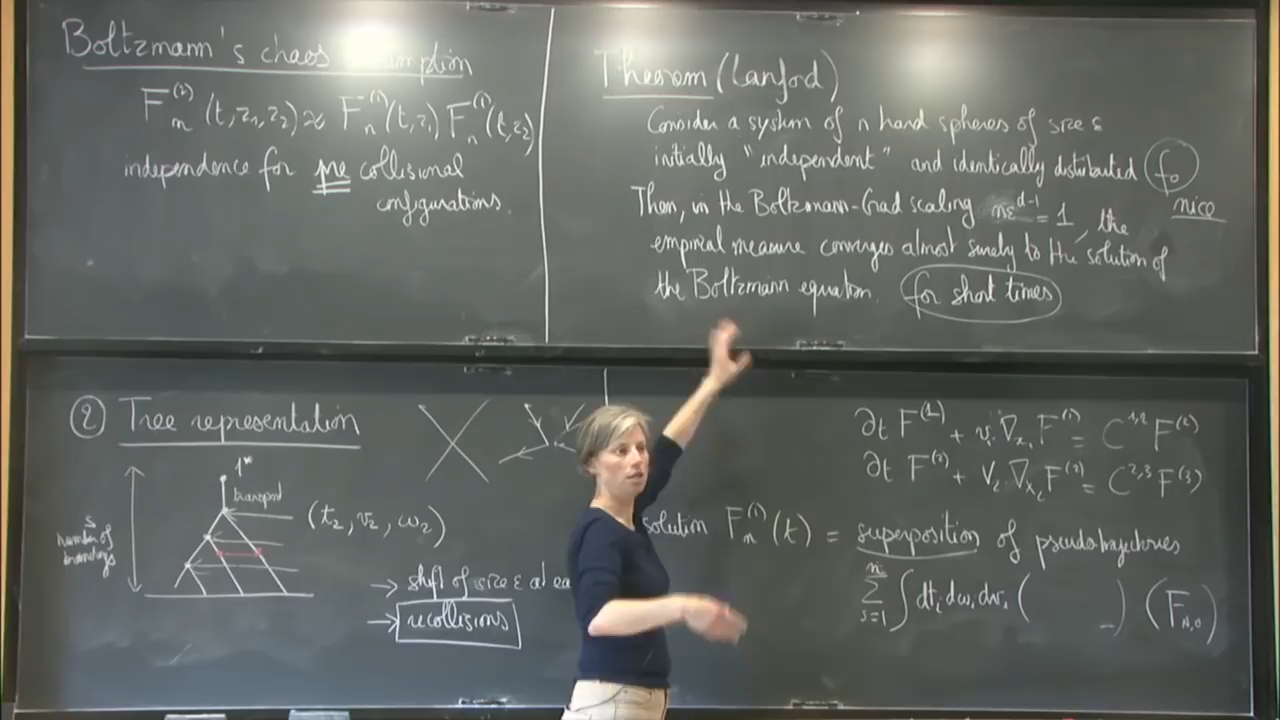 Boltzmann's chaos
F_n^(2) (t, z_1, z_2) ≈ F_n^(1) (t, z_1) F_n^(1) (t, z_2)
independence for pre collisional
configurations.
Theorem (Lanford)
Consider a system of n hard spheres of size ε
initially "independent" and identically distributed f_0
nice
Then, in the Boltzmann-Grad scaling nε^{d-1} = 1, the
empirical measure converges almost surely to the solution of
the Boltzmann equation. for short times
② Tree representation
1*
transport
(t_2, v_2, ω_2)
s
number of
branchings
→ shift of size ε at ea
→ recollisions
∂t F^(1) + v_1 ∇_{x_1} F^(1) = C^{1,2} F^(2)
∂t F^(2) + V_2 ∇_{X_2} F^(2) = C^{2,3} F^(3)
solution F_n^(1) (t) = superposition of pseudotrajectories
∑_{s=1}^{n} ∫ dt_i dω_i dv_i ( ) (F_{N,0})